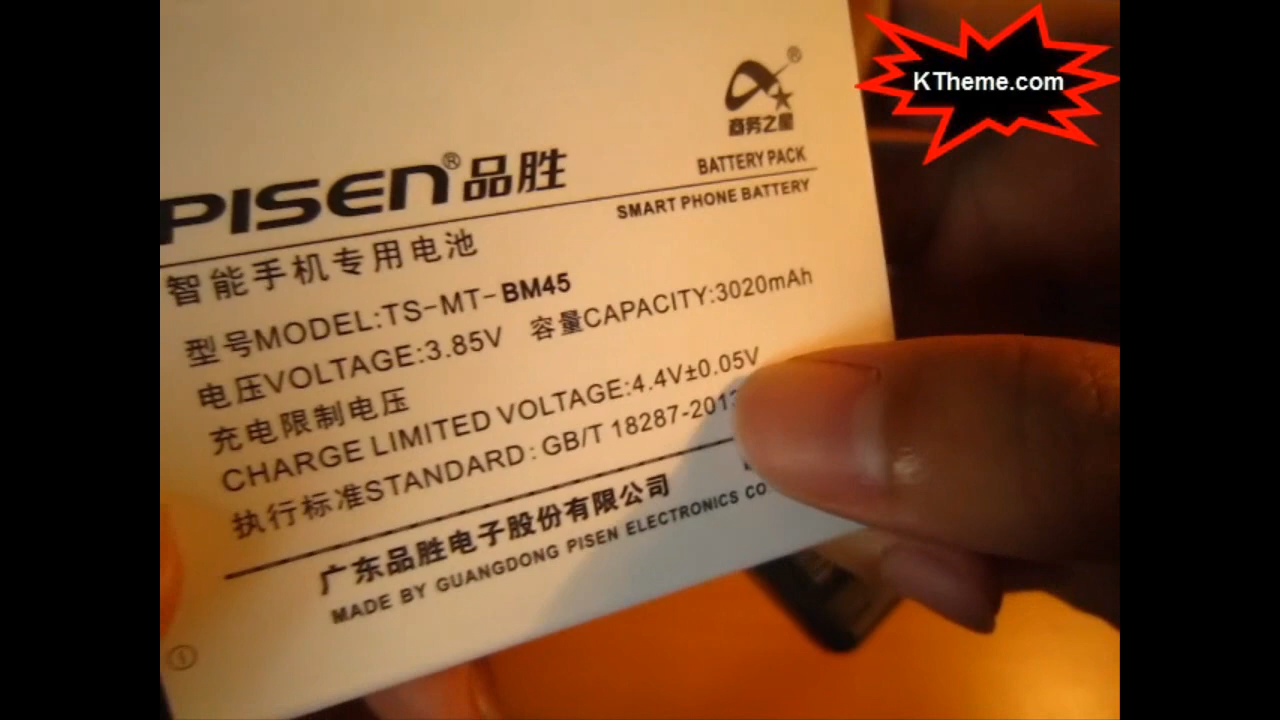 KTheme.com
®
商务之星
PISEN®品胜
BATTERY PACK
智能手机专用电池
SMART PHONE BATTERY
型号MODEL:TS-MT-BM45
电压VOLTAGE:3.85V 容量CAPACITY:3020mAh
充电限制电压
CHARGE LIMITED VOLTAGE:4.4V±0.05V
执行标准STANDARD: GB/T 18287-201
广东品胜电子股份有限公司
MADE BY GUANGDONG PISEN ELECTRONICS CO
①